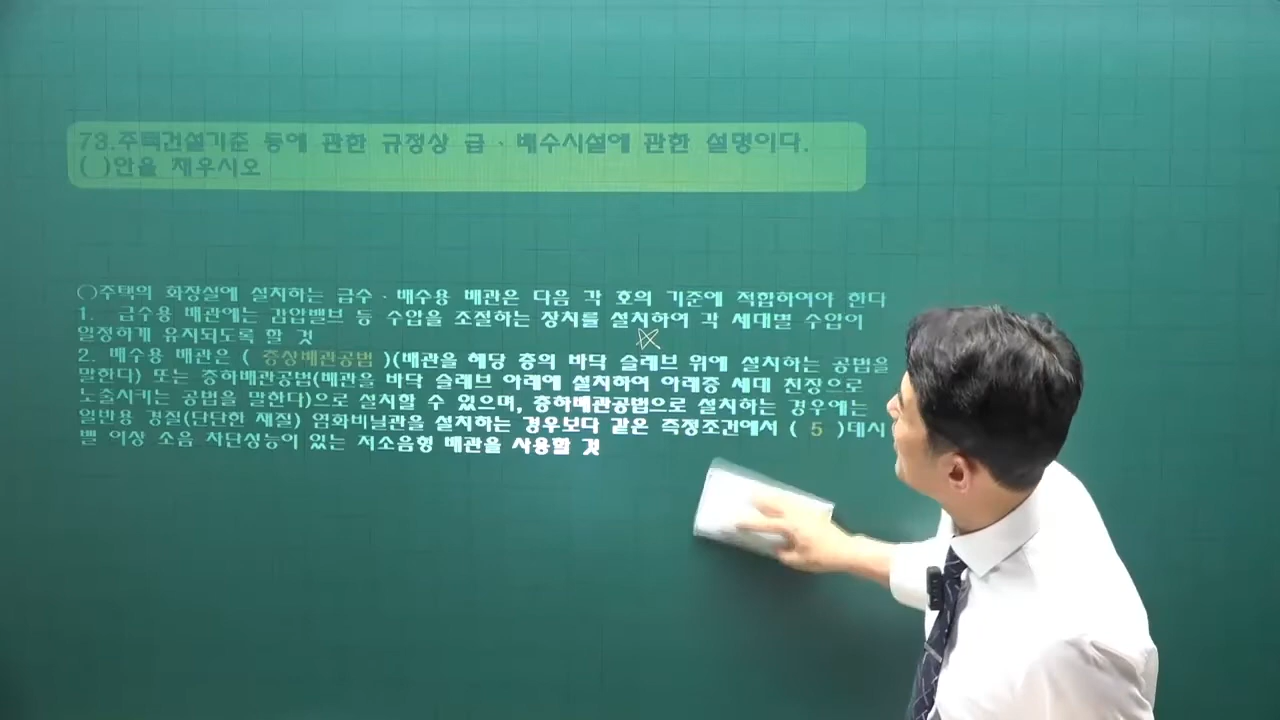 73.주택건설기준 등에 관한 규정상 급 · 배수시설에 관한 설명이다.
( )안을 채우시오
○주택의 화장실에 설치하는 급수 · 배수용 배관은 다음 각 호의 기준에 적합하여야 한다
1. 급수용 배관에는 감압밸브 등 수압을 조절하는 장치를 설치하여 각 세대별 수압이
일정하게 유지되도록 할 것
2. 배수용 배관은 ( 층상배관공법 )(배관을 해당 층의 바닥 슬래브 위에 설치하는 공법을
말한다) 또는 층하배관공법(배관을 바닥 슬래브 아래에 설치하여 아래층 세대 천장으로
노출시키는 공법을 말한다)으로 설치할 수 있으며, 층하배관공법으로 설치하는 경우에는
일반용 경질(단단한 재질) 염화비닐관을 설치하는 경우보다 같은 측정조건에서 ( 5 )데시
벨 이상 소음 차단성능이 있는 저소음형 배관을 사용할 것